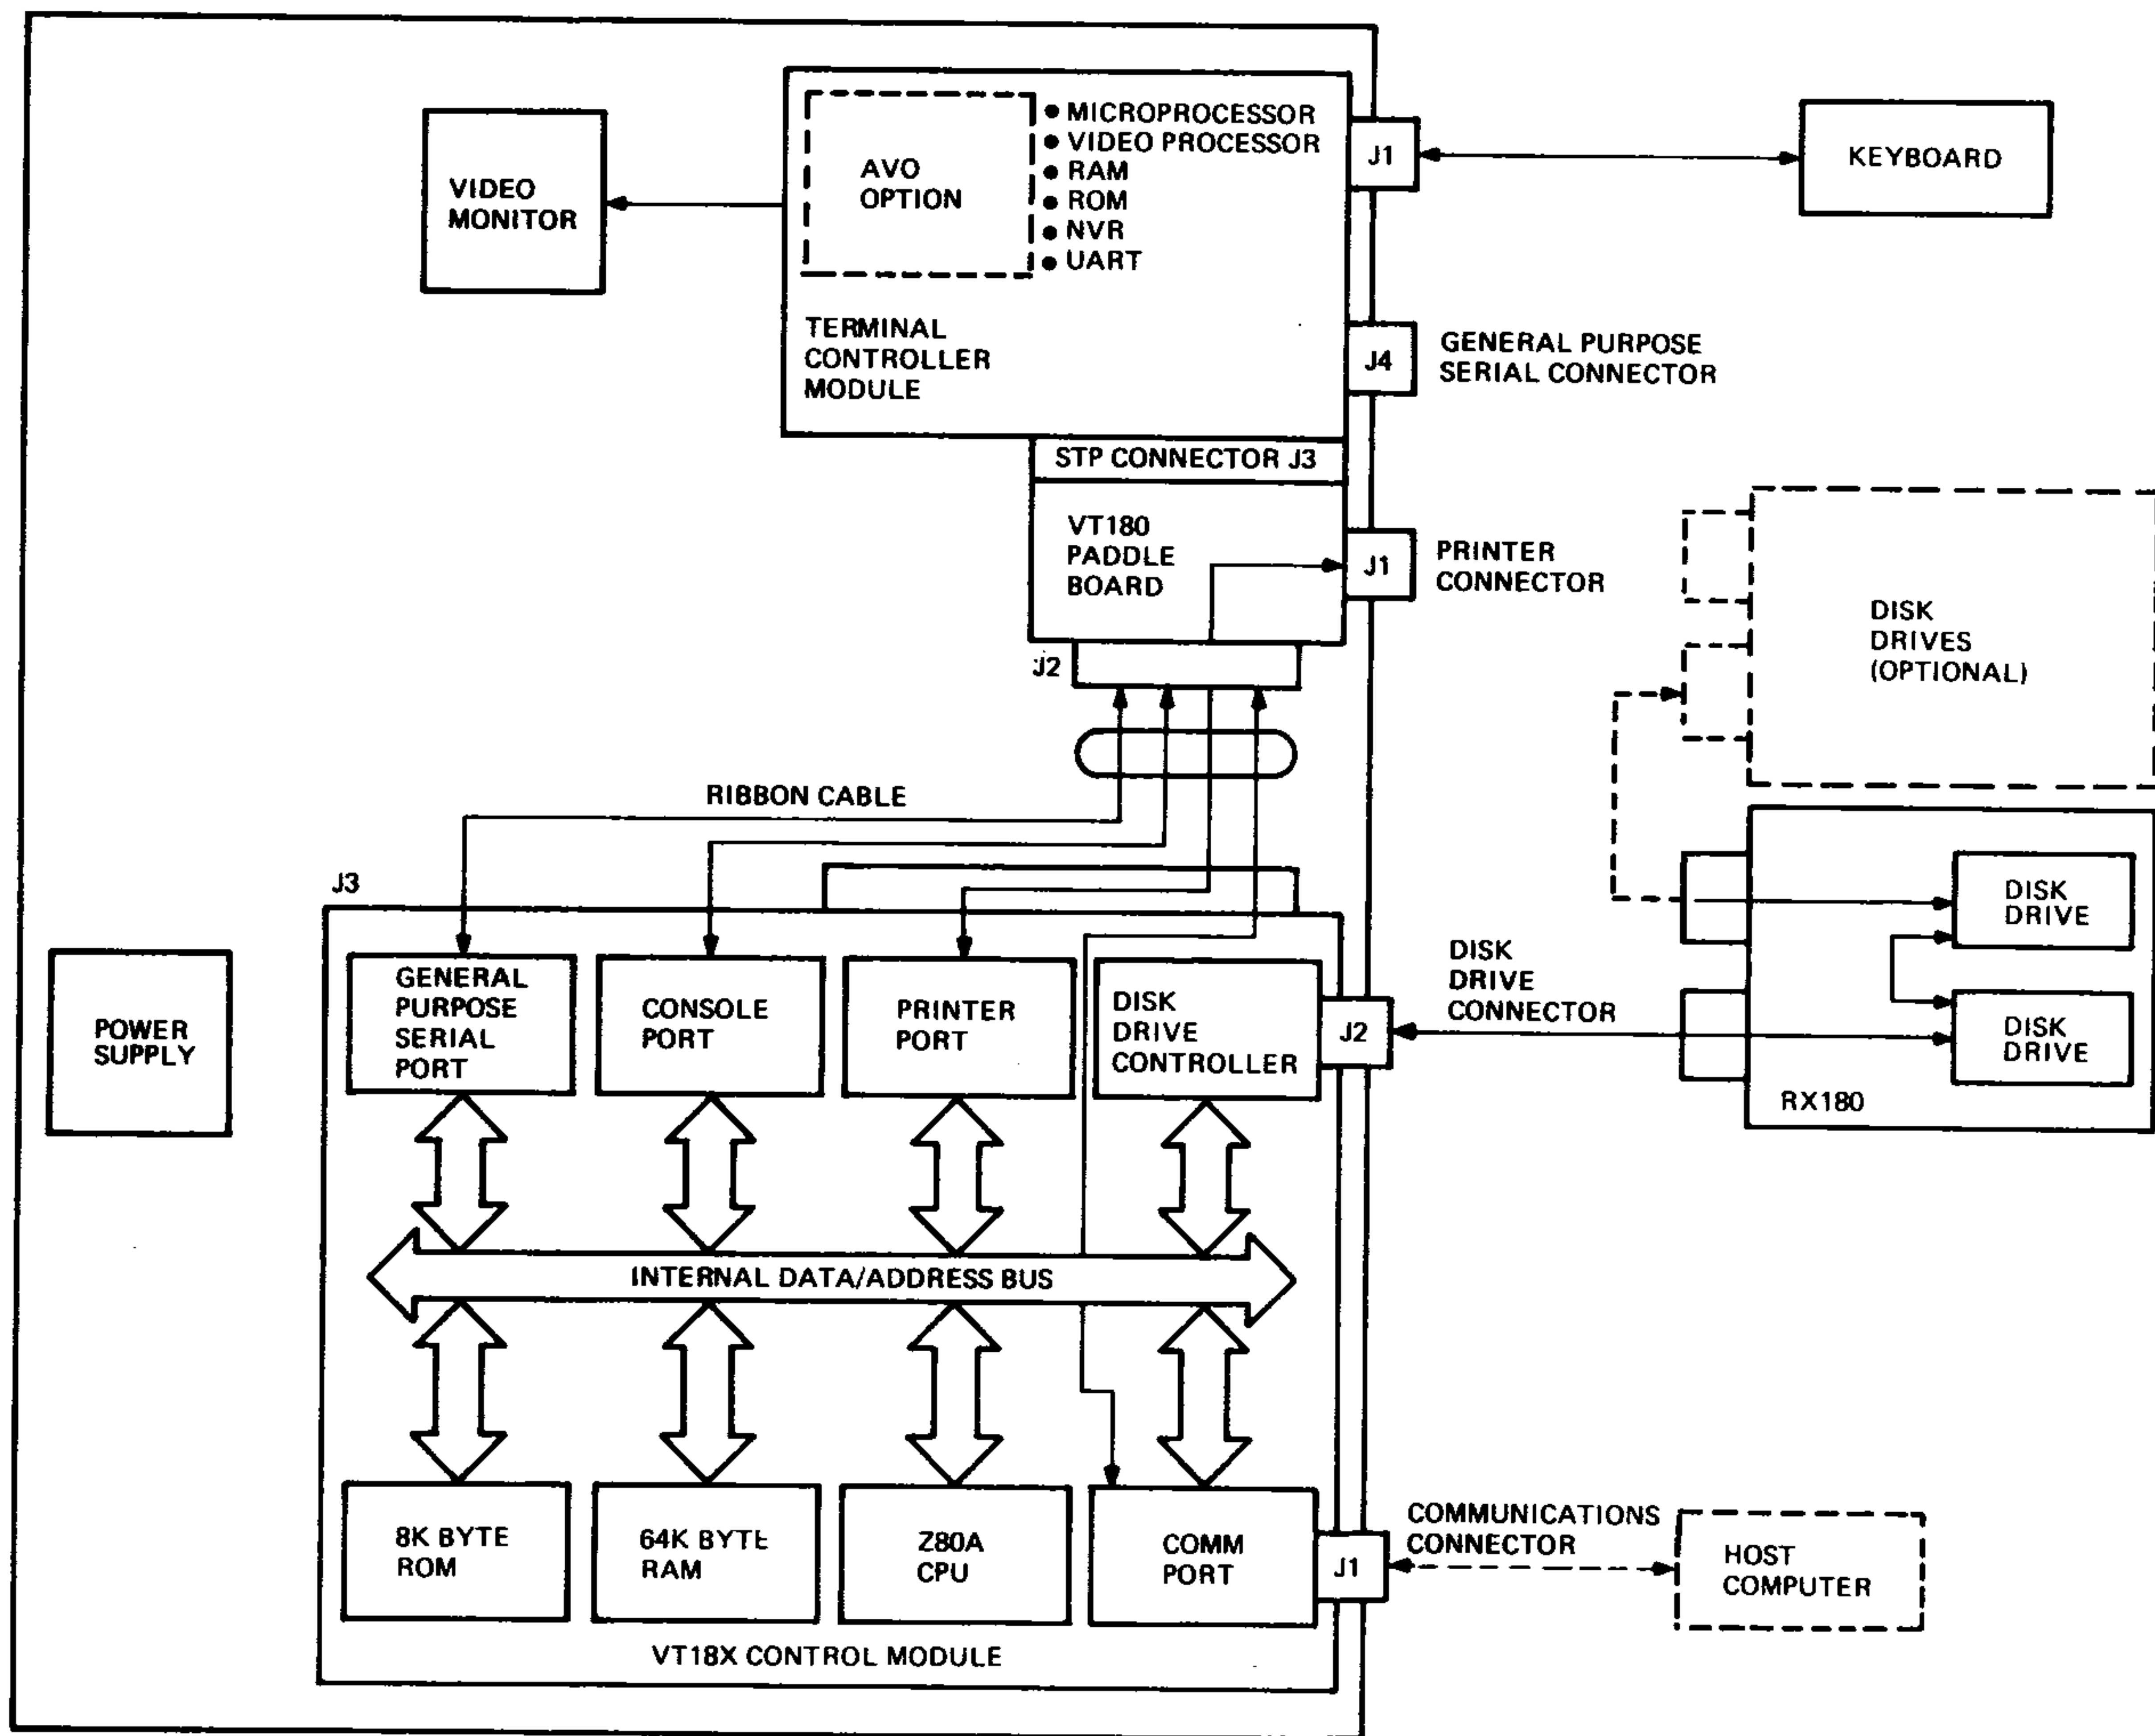 VIDEO
MONITOR
AVO
OPTION
● MICROPROCESSOR
● VIDEO PROCESSOR
● RAM
● ROM
● NVR
● UART
TERMINAL
CONTROLLER
MODULE
J1
KEYBOARD
J4
GENERAL PURPOSE
SERIAL CONNECTOR
STP CONNECTOR J3
VT180
PADDLE
BOARD
J1
PRINTER
CONNECTOR
J2
DISK
DRIVES
(OPTIONAL)
RIBBON CABLE
J3
POWER
SUPPLY
GENERAL
PURPOSE
SERIAL
PORT
CONSOLE
PORT
PRINTER
PORT
DISK
DRIVE
CONTROLLER
J2
DISK
DRIVE
CONNECTOR
DISK
DRIVE
DISK
DRIVE
RX180
INTERNAL DATA/ADDRESS BUS
8K BYTE
ROM
64K BYTE
RAM
Z80A
CPU
COMM
PORT
J1
COMMUNICATIONS
CONNECTOR
HOST
COMPUTER
VT18X CONTROL MODULE